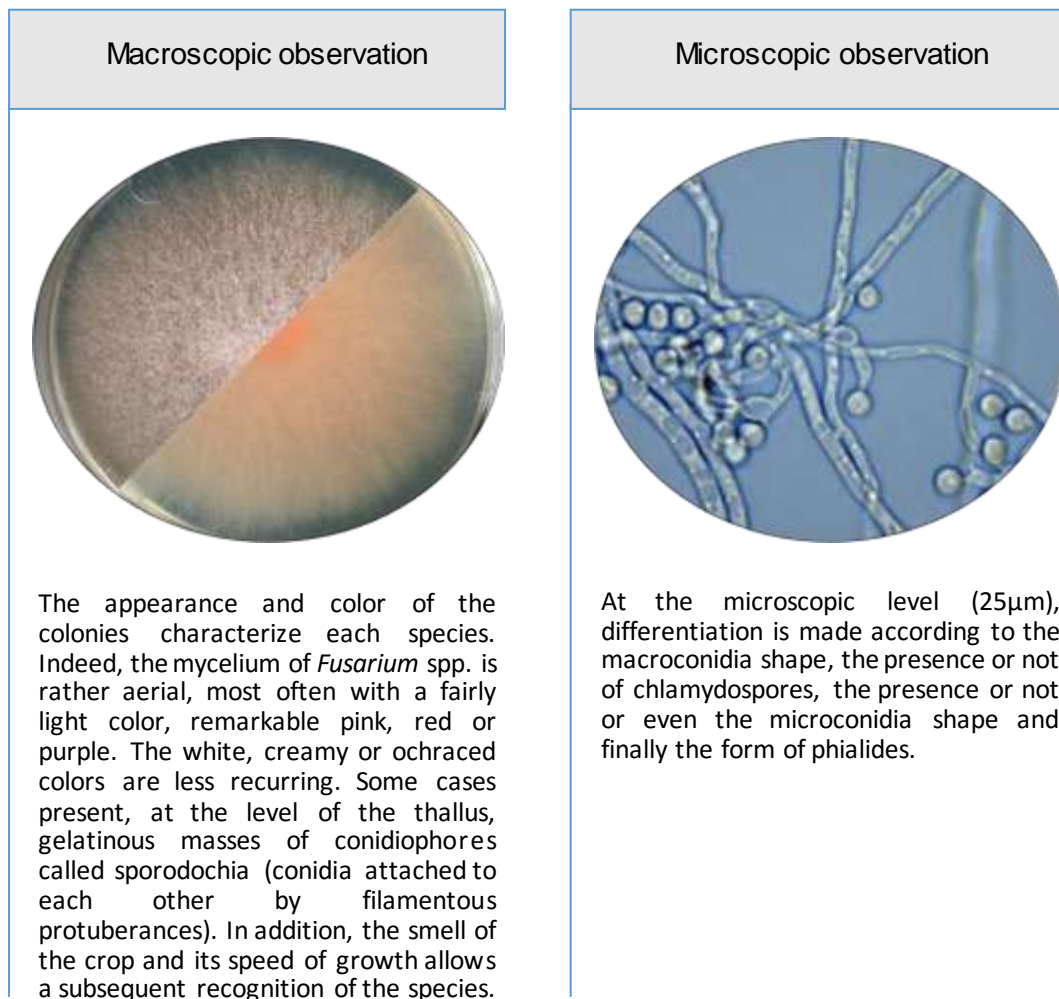 Macroscopic observation
The appearance and color of the
colonies characterize each species.
Indeed, the mycelium of Fusarium spp. is
rather aerial, most often with a fairly
light color, remarkable pink, red or
purple. The white, creamy or ochraced
colors are less recurring. Some cases
present, at the level of the thallus,
gelatinous masses of conidiophores
called sporodochia (conidia attached to
each other by filamentous
protuberances). In addition, the smell of
the crop and its speed of growth allows
a subsequent recognition of the species.
Microscopic observation
At the microscopic level (25µm),
differentiation is made according to the
macroconidia shape, the presence or not
of chlamydospores, the presence or not
or even the microconidia shape and
finally the form of phialides.